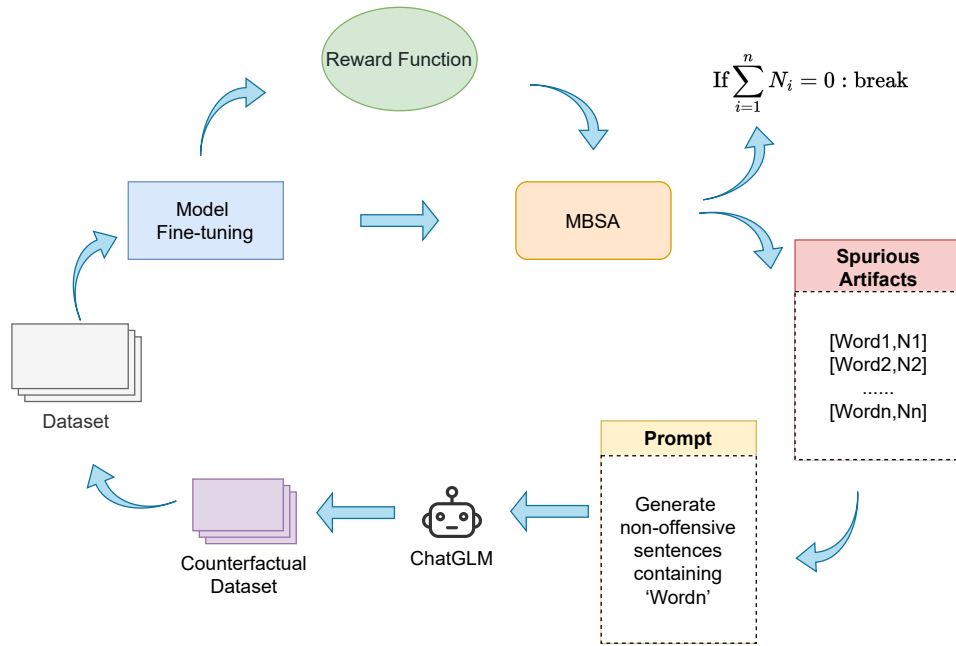 Reward Function
If \sum_{i=1}^{n} N_i = 0 : break
Model
Fine-tuning
MBSA
Spurious
Artifacts
[Word1,N1]
[Word2,N2]
......
[Wordn,Nn]
Dataset
Prompt
Generate
non-offensive
sentences
containing
‘Wordn’
ChatGLM
Counterfactual
Dataset